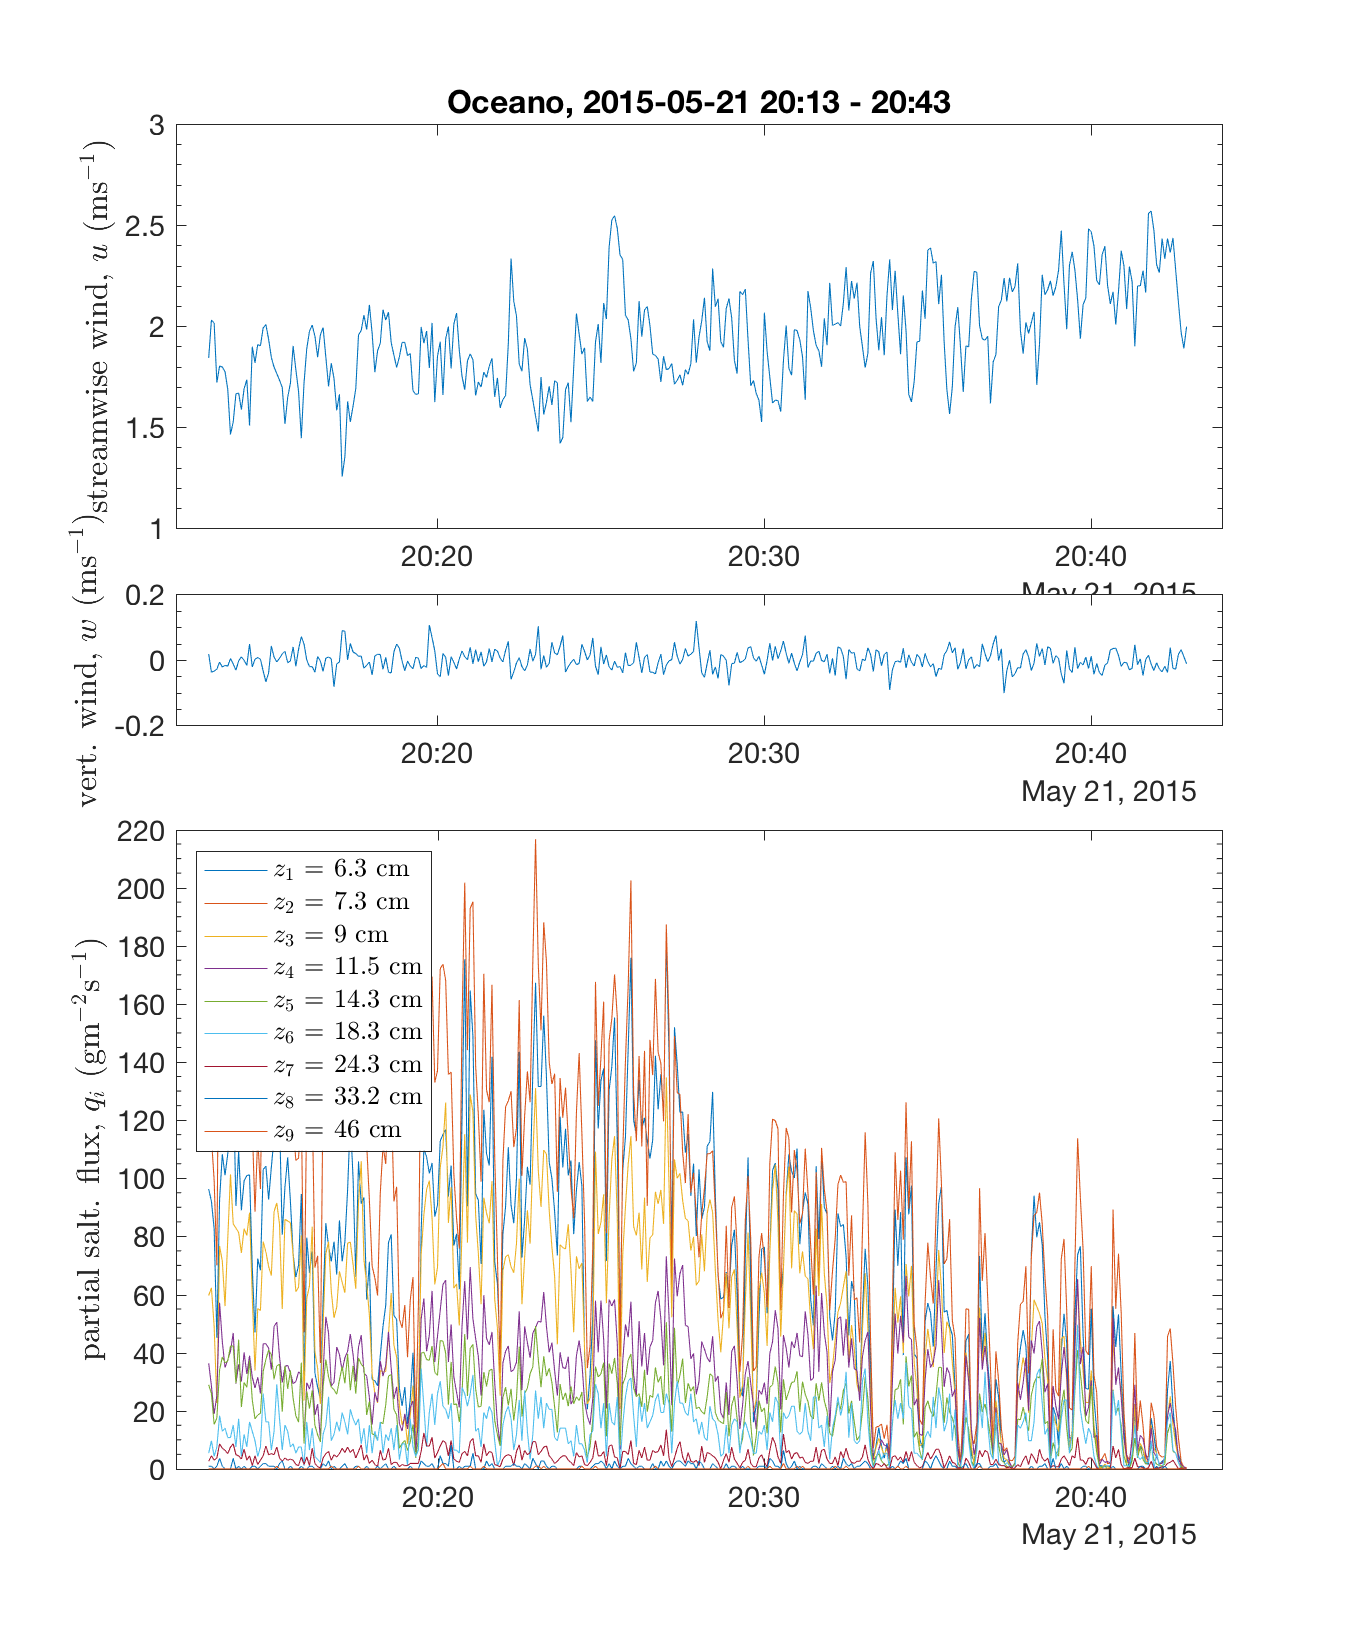 Oceano, 2015-05-21 20:13 - 20:43
streamwise wind, u (ms⁻¹)
3
2.5
2
1.5
1
20:20 20:30 20:40
May 21, 2015
vert. wind, w (ms⁻¹)
0.2
0
-0.2
20:20 20:30 20:40
May 21, 2015
partial salt. flux, qᵢ (gm⁻²s⁻¹)
220
200
180
160
140
120
100
80
60
40
20
0
z₁ = 6.3 cm
z₂ = 7.3 cm
z₃ = 9 cm
z₄ = 11.5 cm
z₅ = 14.3 cm
z₆ = 18.3 cm
z₇ = 24.3 cm
z₈ = 33.2 cm
z₉ = 46 cm
20:20 20:30 20:40
May 21, 2015